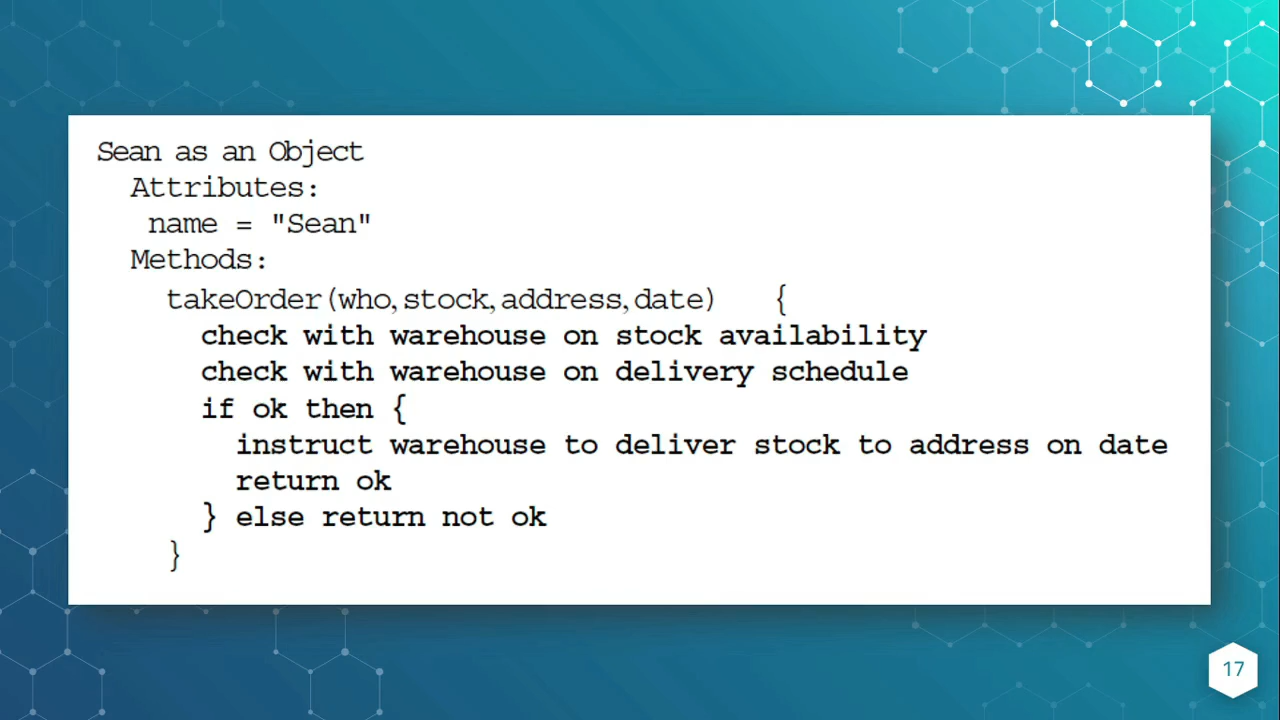 Sean as an Object
Attributes:
name = "Sean"
Methods:
takeOrder(who,stock,address,date) {
check with warehouse on stock availability
check with warehouse on delivery schedule
if ok then {
instruct warehouse to deliver stock to address on date
return ok
} else return not ok
}
17